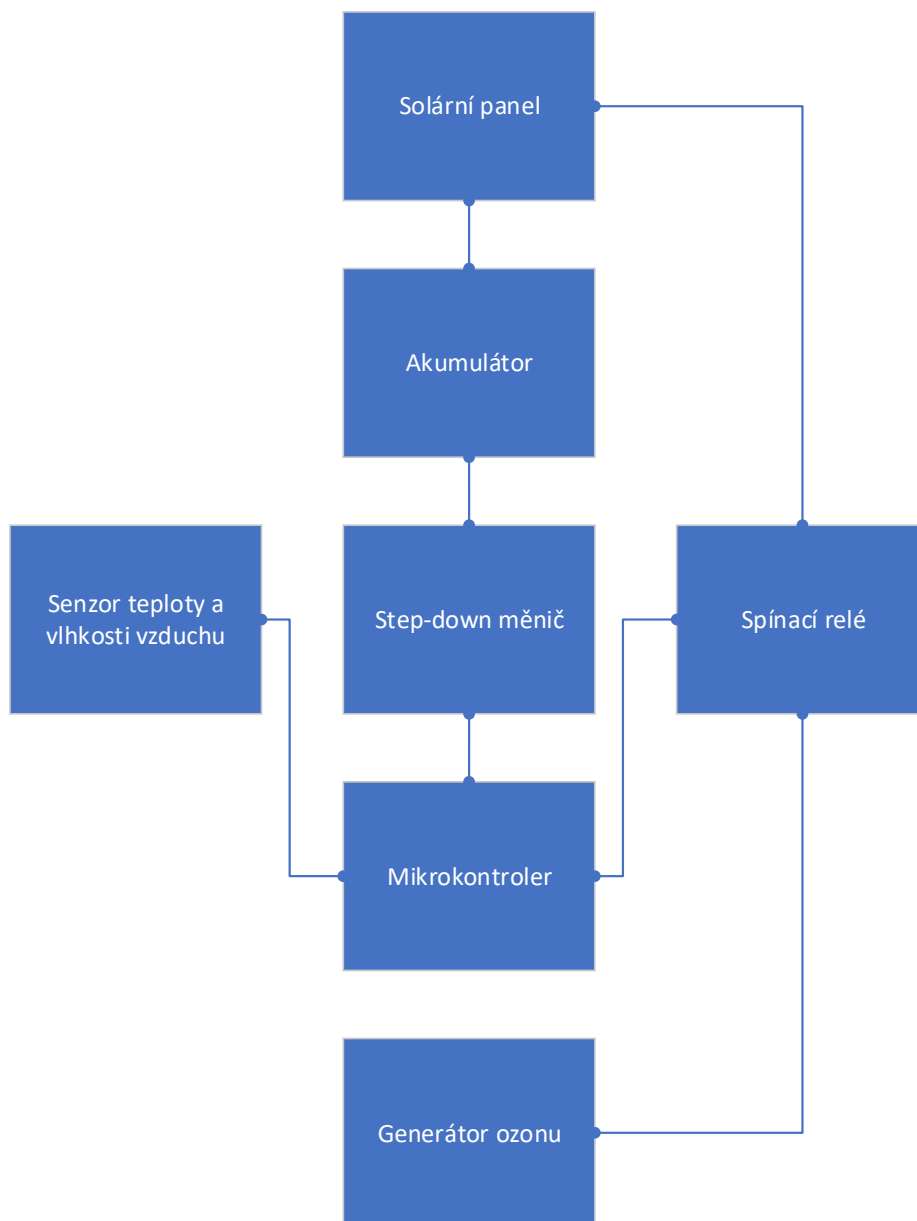 Solární panel
Akumulátor
Senzor teploty a
vlhkosti vzduchu
Step-down měnič
Spínací relé
Mikrokontroler
Generátor ozonu